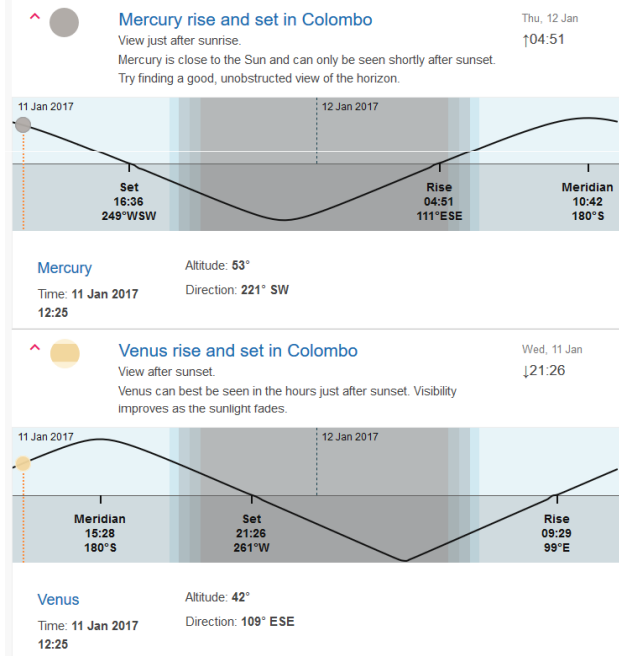 Mercury rise and set in Colombo
Thu, 12 Jan
View just after sunrise.
↑04:51
Mercury is close to the Sun and can only be seen shortly after sunset.
Try finding a good, unobstructed view of the horizon.
11 Jan 2017
12 Jan 2017
Set
16:36
249°WSW
Rise
04:51
111°ESE
Meridian
10:42
180°S
Mercury
Time: 11 Jan 2017
12:25
Altitude: 53°
Direction: 221° SW
Venus rise and set in Colombo
Wed, 11 Jan
View after sunset.
↓21:26
Venus can best be seen in the hours just after sunset. Visibility
improves as the sunlight fades.
11 Jan 2017
12 Jan 2017
Meridian
15:28
180°S
Set
21:26
261°W
Rise
09:29
99°E
Venus
Time: 11 Jan 2017
12:25
Altitude: 42°
Direction: 109° ESE